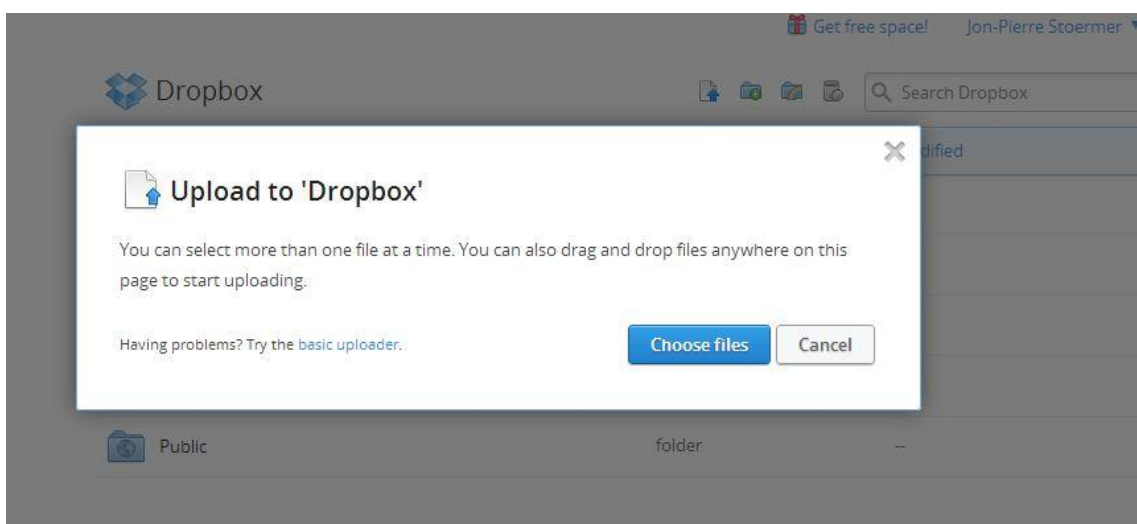 Get free space! Jon-Pierre Stoermer
Dropbox
Search Dropbox
dified
Upload to 'Dropbox'
You can select more than one file at a time. You can also drag and drop files anywhere on this
page to start uploading.
Having problems? Try the basic uploader.
Choose files Cancel
Public folder --